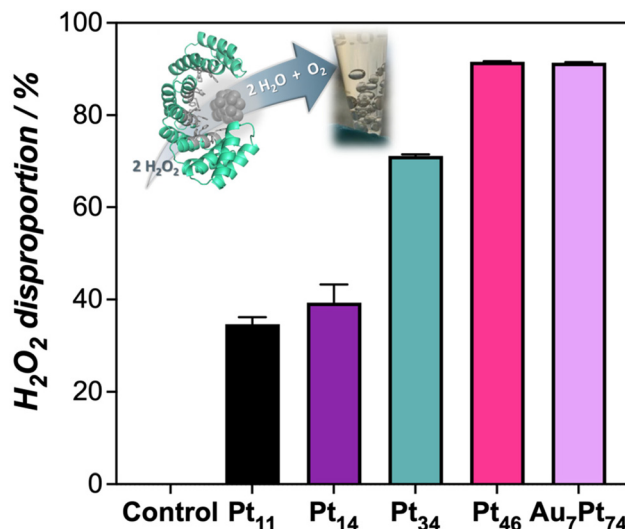 H₂O₂ disproportion / %
100
80
60
40
20
0
2 H₂O₂
2 H₂O + O₂
Control Pt₁₁ Pt₁₄ Pt₃₄ Pt₄₆ Au₇Pt₇₄